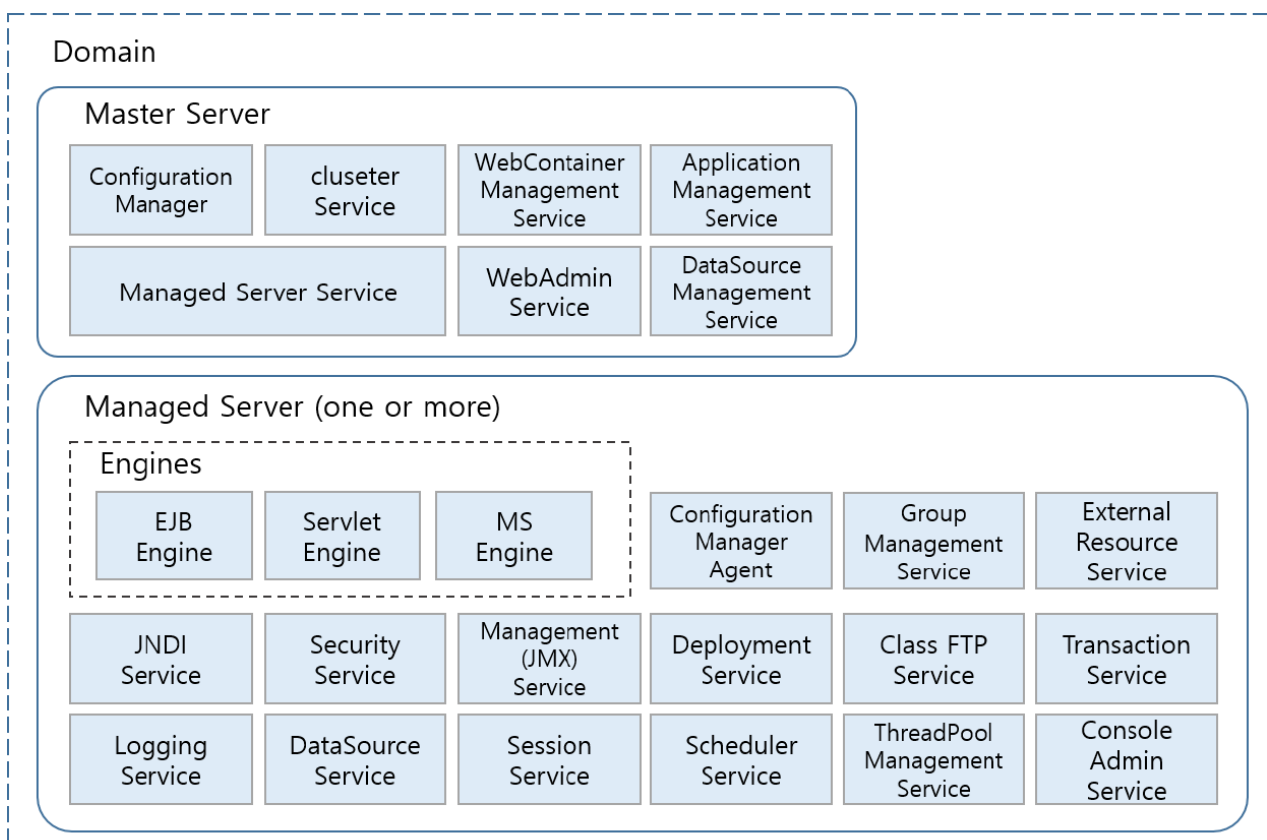 Domain
Master Server
Configuration
Manager
cluseter
Service
WebContainer
Management
Service
Application
Management
Service
Managed Server Service
WebAdmin
Service
DataSource
Management
Service
Managed Server (one or more)
Engines
EJB
Engine
Servlet
Engine
MS
Engine
Configuration
Manager
Agent
Group
Management
Service
External
Resource
Service
JNDI
Service
Security
Service
Management
(JMX)
Service
Deployment
Service
Class FTP
Service
Transaction
Service
Logging
Service
DataSource
Service
Session
Service
Scheduler
Service
ThreadPool
Management
Service
Console
Admin
Service